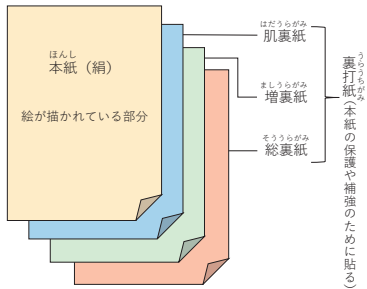 ほんし
本紙（絹）
絵が描かれている部分
はだうらがみ
肌裏紙
ましうらがみ
増裏紙
そううらがみ
総裏紙
うらうちがみ
裏打紙（本紙の保護や補強のために貼る）